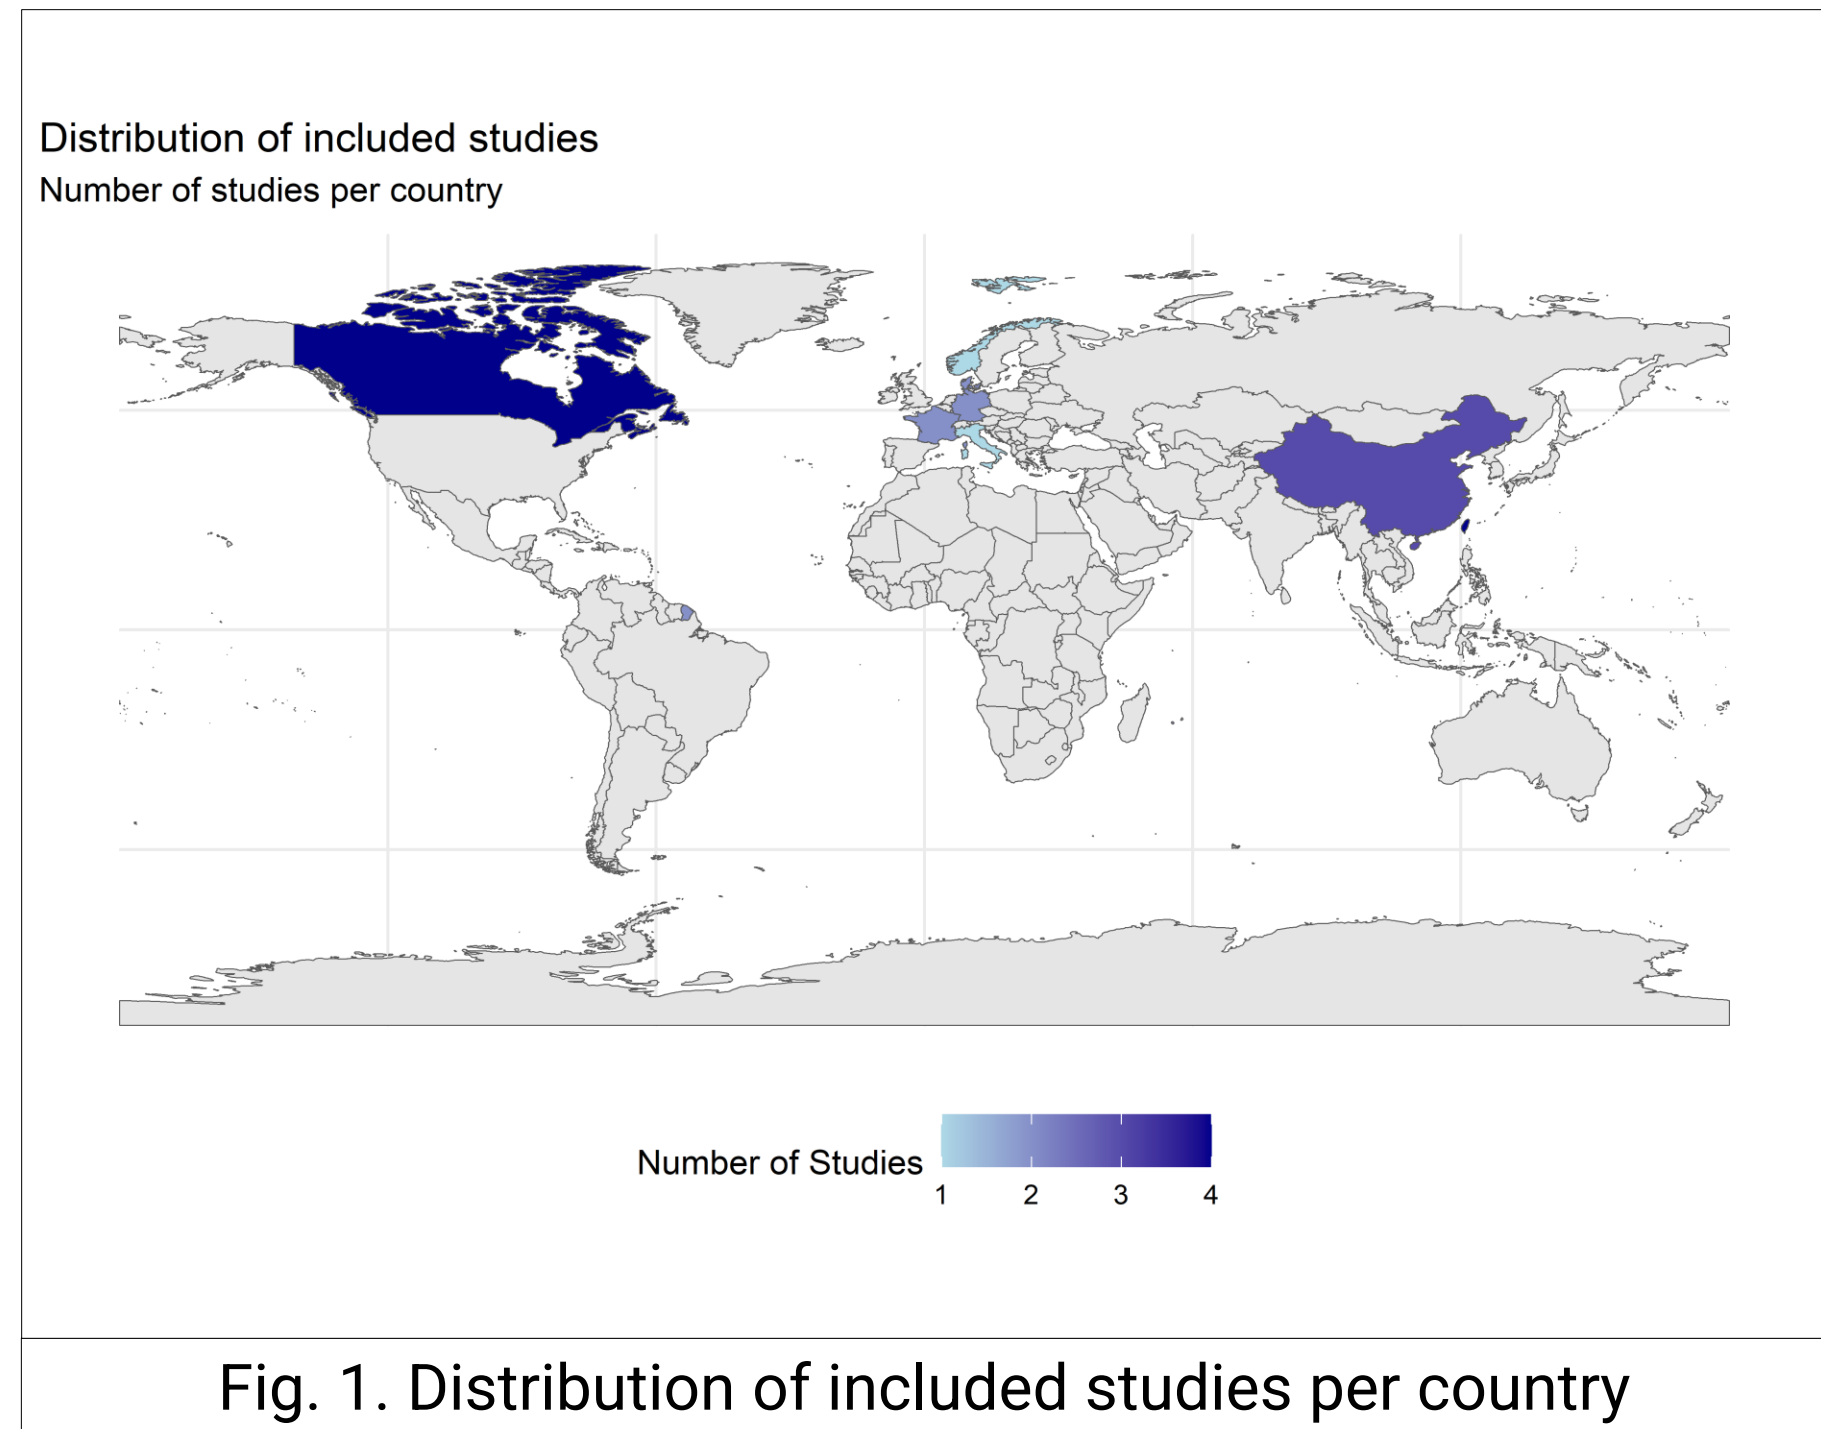 Distribution of included studies
Number of studies per country
Number of Studies
1 2 3 4
Fig. 1. Distribution of included studies per country